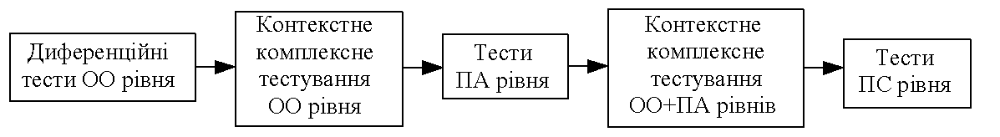 Диференційні
тести ОО рівня
Контекстне
комплексне
тестування
ОО рівня
Тести
ПА рівня
Контекстне
комплексне
тестування
ОО+ПА рівнів
Тести
ПС рівня